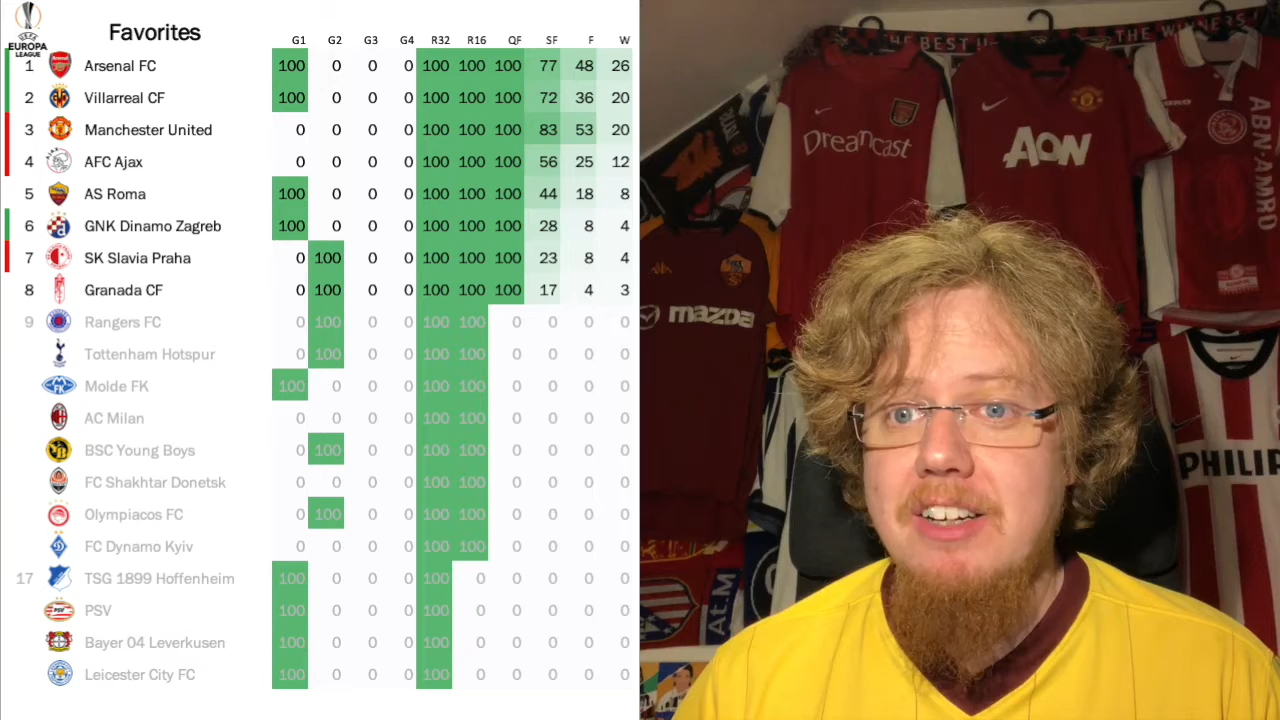 UEFA
EUROPA
LEAGUE
Favorites
G1 G2 G3 G4 R32 R16 QF SF F W
1 Arsenal FC 100 0 0 0 100 100 100 77 48 26
2 Villarreal CF 100 0 0 0 100 100 100 72 36 20
3 Manchester United 0 0 0 0 100 100 100 83 53 20
4 AFC Ajax 0 0 0 0 100 100 100 56 25 12
5 AS Roma 100 0 0 0 100 100 100 44 18 8
6 GNK Dinamo Zagreb 100 0 0 0 100 100 100 28 8 4
7 SK Slavia Praha 0 100 0 0 100 100 100 23 8 4
8 Granada CF 0 100 0 0 100 100 100 17 4 3
9 Rangers FC 0 100 0 0 100 100 0 0 0 0
Tottenham Hotspur 0 100 0 0 100 100 0 0 0 0
Molde FK 100 0 0 0 100 100 0 0 0 0
AC Milan 0 0 0 0 100 100 0 0 0 0
BSC Young Boys 0 100 0 0 100 100 0 0 0 0
FC Shakhtar Donetsk 0 0 0 0 100 100 0 0 0 0
Olympiacos FC 0 100 0 0 100 100 0 0 0 0
FC Dynamo Kyiv 0 0 0 0 100 100 0 0 0 0
17 TSG 1899 Hoffenheim 100 0 0 0 100 0 0 0 0 0
PSV 100 0 0 0 100 0 0 0 0 0
Bayer 04 Leverkusen 100 0 0 0 100 0 0 0 0 0
Leicester City FC 100 0 0 0 100 0 0 0 0 0
THE BEST
THE WINNERS
Dreamcast
AON
ABN·AMRO
mazda
PHILIP
At.M